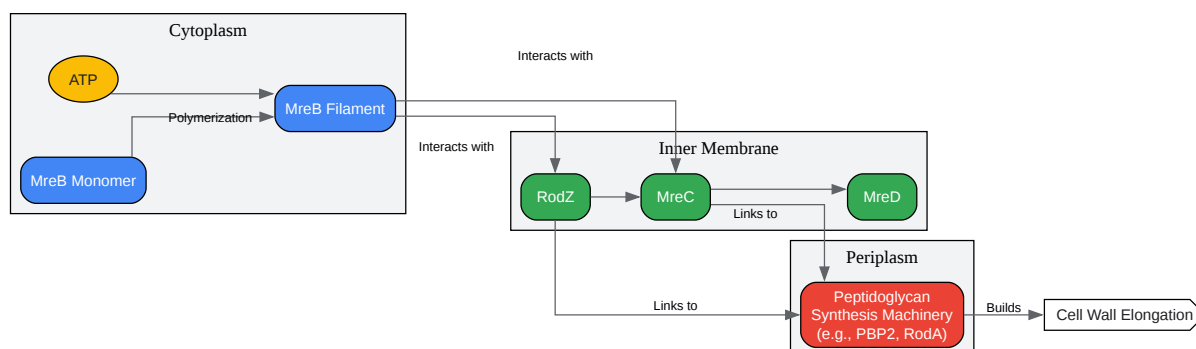 Cytoplasm
ATP
MreB Filament
Polymerization
MreB Monomer
Interacts with
Interacts with
Inner Membrane
RodZ
MreC
MreD
Links to
Periplasm
Peptidoglycan
Synthesis Machinery
(e.g., PBP2, RodA)
Links to
Builds
Cell Wall Elongation